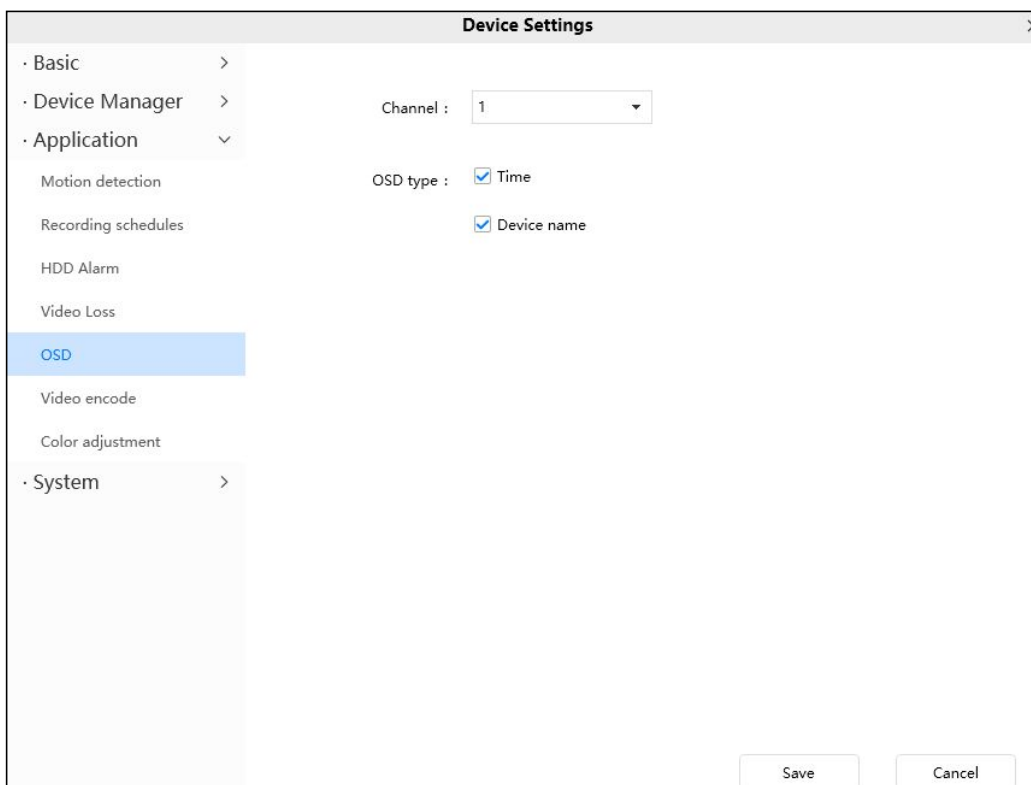 Device Settings
· Basic
· Device Manager
· Application
Motion detection
Recording schedules
HDD Alarm
Video Loss
OSD
Video encode
Color adjustment
· System
Channel :
1
OSD type :
Time
Device name
Save
Cancel